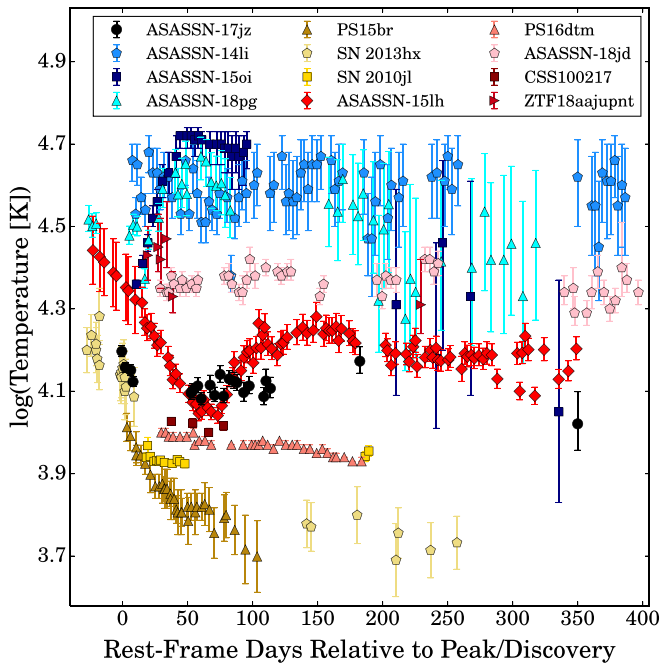 ASASSN-17jz PS15br PS16dtm
ASASSN-14li SN 2013hx ASASSN-18jd
ASASSN-15oi SN 2010jl CSS100217
ASASSN-18pg ASASSN-15lh ZTF18aajupnt
4.9
4.7
4.5
4.3
4.1
3.9
3.7
log(Temperature [K])
0 50 100 150 200 250 300 350 400
Rest-Frame Days Relative to Peak/Discovery